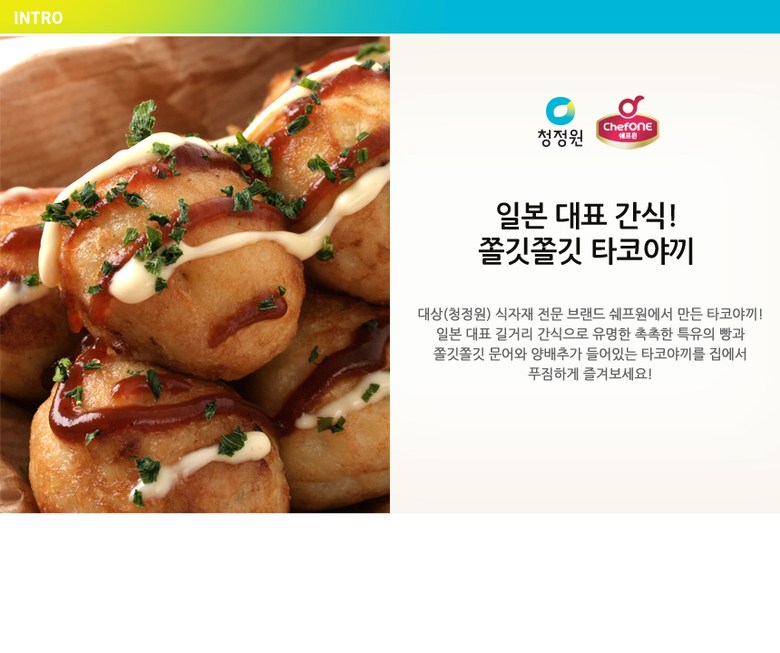 INTRO
청정원
ChefONE
쉐프원
일본 대표 간식!
쫄깃쫄깃 타코야끼
대상(청정원) 식자재 전문 브랜드 쉐프원에서 만든 타코야끼!
일본 대표 길거리 간식으로 유명한 촉촉한 특유의 빵과
쫄깃쫄깃 문어와 양배추가 들어있는 타코야끼를 집에서
푸짐하게 즐겨보세요!